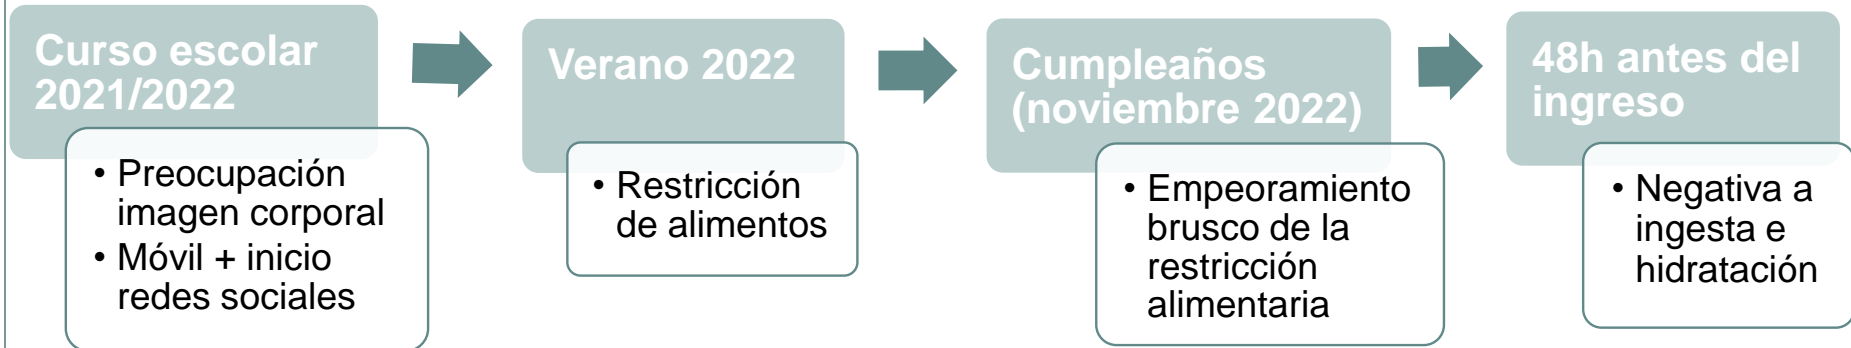 Curso escolar
2021/2022
• Preocupación
imagen corporal
• Móvil + inicio
redes sociales
Verano 2022
• Restricción
de alimentos
Cumpleaños
(noviembre 2022)
• Empeoramiento
brusco de la
restricción
alimentaria
48h antes del
ingreso
• Negativa a
ingesta e
hidratación